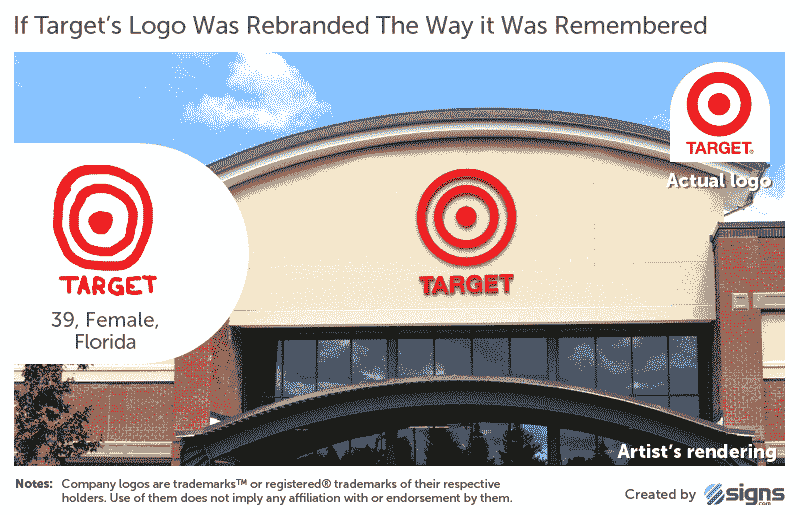 If Target's Logo Was Rebranded The Way it Was Remembered
TARGET.
Actual logo
TARGET
39, Female,
Florida
TARGET
Artist's rendering
Notes: Company logos are trademarks™ or registered® trademarks of their respective
holders. Use of them does not imply any affiliation with or endorsement by them.
Created by signs
.com